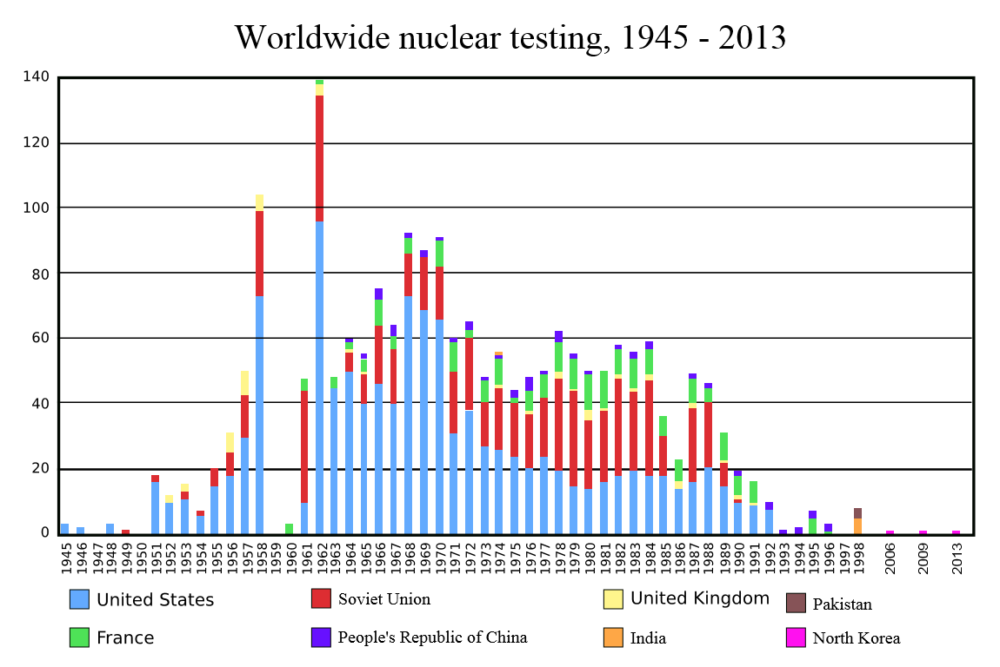 Worldwide nuclear testing, 1945 - 2013
140
120
100
80
60
40
20
0
1945 1946 1947 1948 1949 1950 1951 1952 1953 1954 1955 1956 1957 1958 1959 1960 1961 1962 1963 1964 1965 1966 1967 1968 1969 1970 1971 1972 1973 1974 1975 1976 1977 1978 1979 1980 1981 1982 1983 1984 1985 1986 1987 1988 1989 1990 1991 1992 1993 1994 1995 1996 1997 1998 2006 2009 2013
United States Soviet Union United Kingdom Pakistan
France People's Republic of China India North Korea